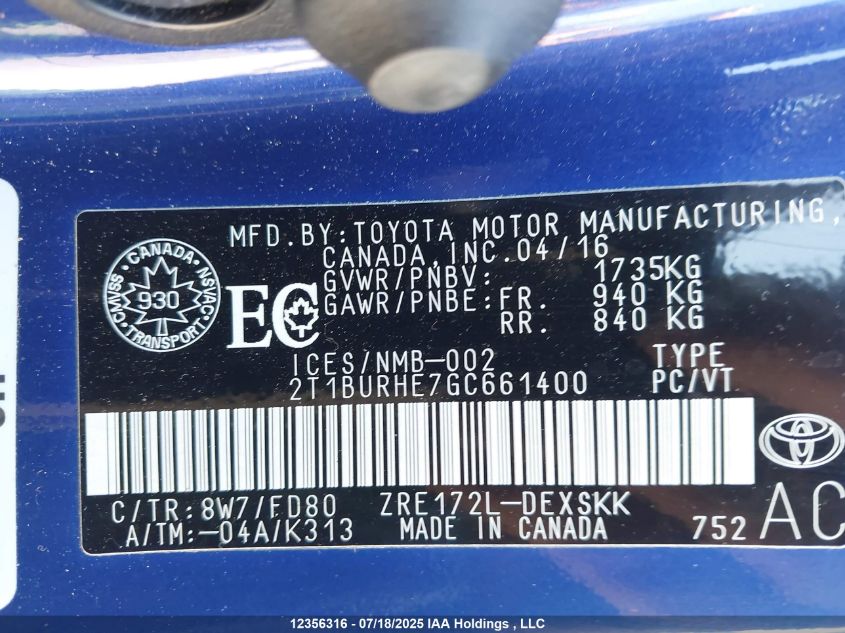 MFD.BY:TOYOTA MOTOR MANUFACTURING,
CANADA,INC.04/16
GVWR/PNBV: 1735KG
GAWR/PNBE:FR. 940 KG
RR. 840 KG
CANADA
CMVSS NSVAC
930
TRANSPORT
EC
ICES/NMB-002 TYPE
2T1BURHE7GC661400 PC/VT
C/TR:8W7/FD80 ZRE172L-DEXSKK
A/TM:-04A/K313 MADE IN CANADA 752 AC
12356316 - 07/18/2025 IAA Holdings , LLC